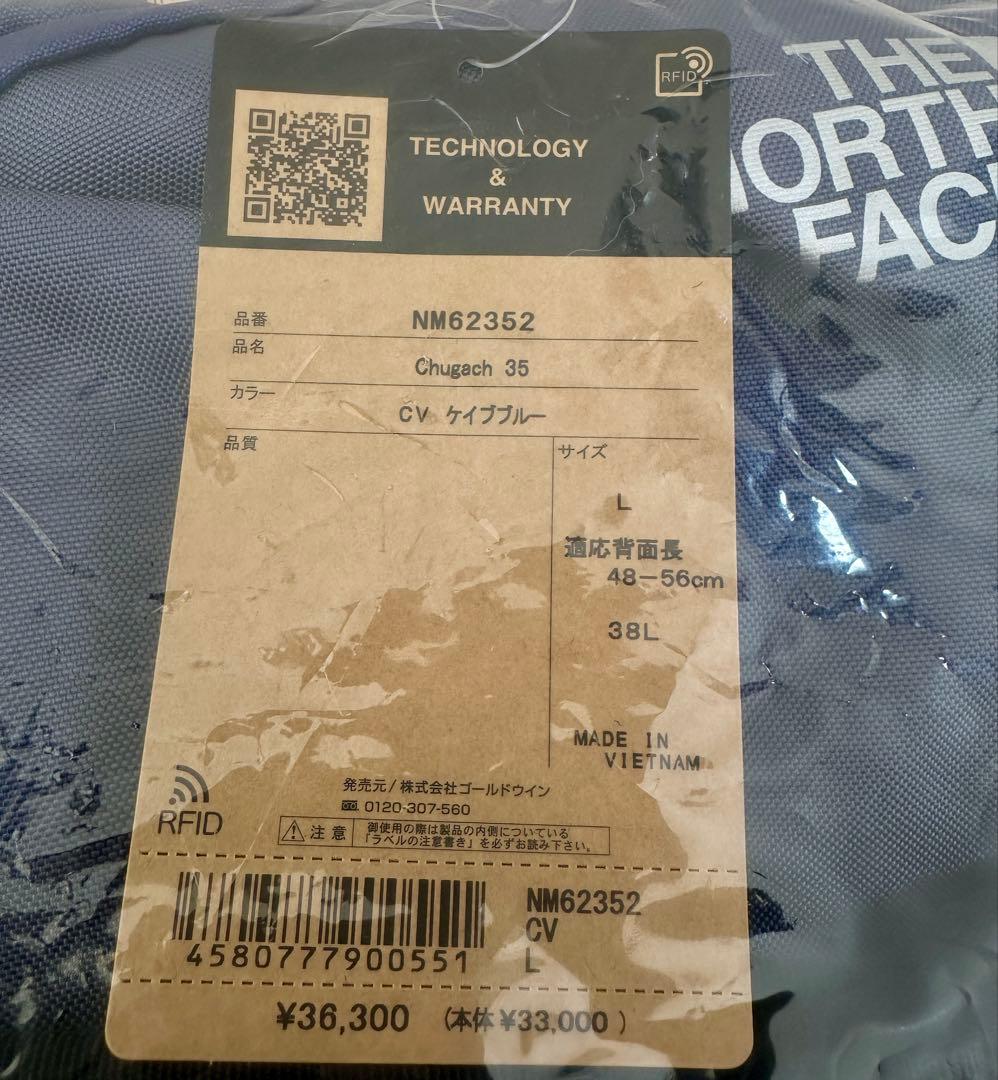 THE
NORTH
FAC
RFID
TECHNOLOGY
&
WARRANTY
品番 NM62352
品名 Chugach 35
カラー CV ケイブブルー
品質
サイズ
L
適応背面長
48-56cm
38L
MADE IN
VIETNAM
RFID
発売元/株式会社ゴールドウイン
0120-307-560
注意
御使用の際は製品の内側についている
「ラベルの注意書き」を必ずお読み下さい。
4580777900551
NM62352
CV
L
¥36,300 (本体¥33,000)